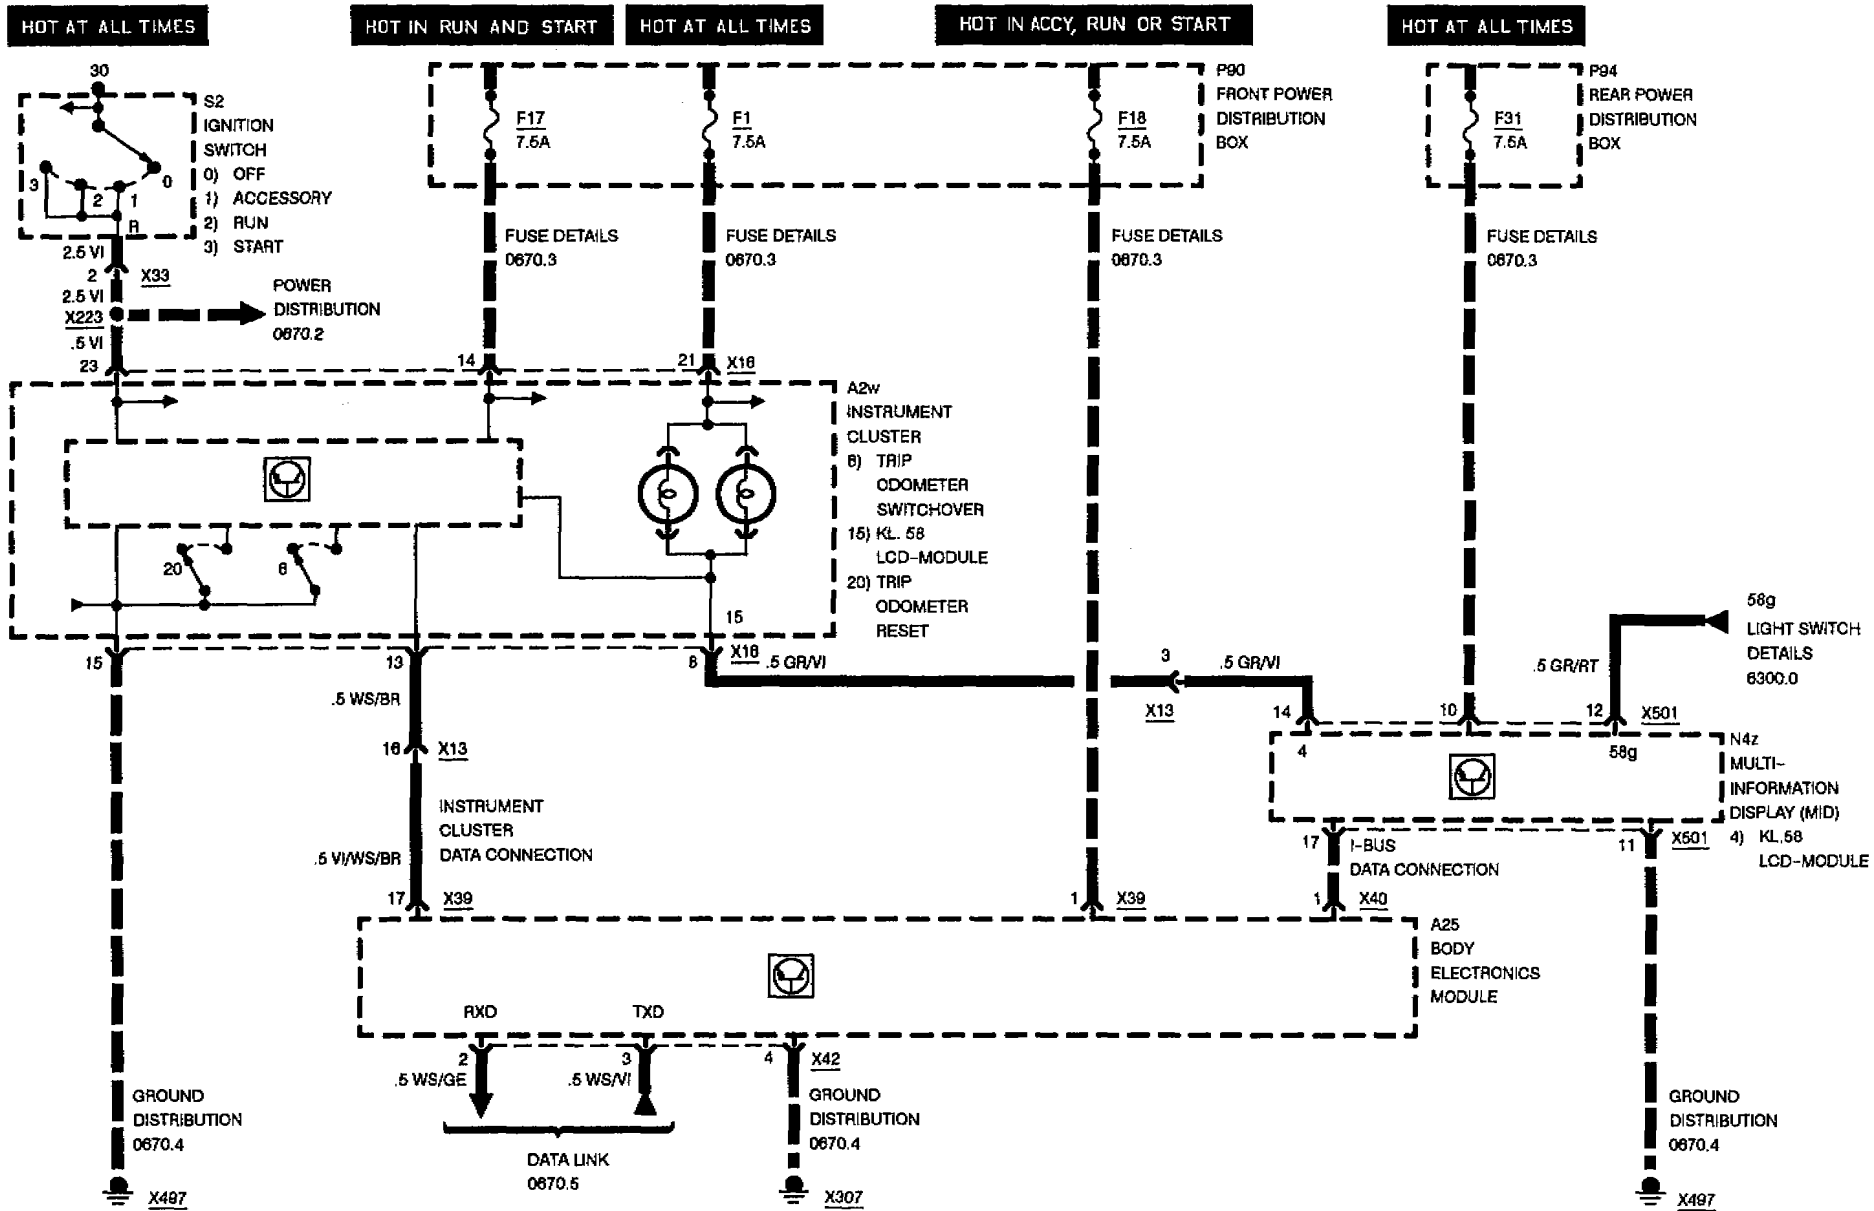 HOT AT ALL TIMES
HOT IN RUN AND START
HOT AT ALL TIMES
HOT IN ACCY, RUN OR START
HOT AT ALL TIMES
30
S2
IGNITION
SWITCH
0) OFF
1) ACCESSORY
2) RUN
3) START
3
2
1
0
R
2.5 VI
2
X33
2.5 VI
X223
.5 VI
23
POWER
DISTRIBUTION
0670.2
F17
7.5A
F1
7.5A
F18
7.5A
P90
FRONT POWER
DISTRIBUTION
BOX
F31
7.5A
P94
REAR POWER
DISTRIBUTION
BOX
FUSE DETAILS
0670.3
FUSE DETAILS
0670.3
FUSE DETAILS
0670.3
FUSE DETAILS
0670.3
14
21
X16
A2w
INSTRUMENT
CLUSTER
6) TRIP
ODOMETER
SWITCHOVER
15) KL. 58
LCD-MODULE
20) TRIP
ODOMETER
RESET
20
6
15
15
13
8
X16
.5 GR/VI
3
X13
.5 GR/VI
.5 WS/BR
16
X13
INSTRUMENT
CLUSTER
DATA CONNECTION
.5 VI/WS/BR
17
X39
1
X39
58g
LIGHT SWITCH
DETAILS
6300.0
.5 GR/RT
14
10
12
X501
4
58g
N4z
MULTI-
INFORMATION
DISPLAY (MID)
4) KL.58
LCD-MODULE
17
I-BUS
DATA CONNECTION
11
X501
1
X40
A25
BODY
ELECTRONICS
MODULE
RXD
TXD
2
3
4
X42
.5 WS/GE
.5 WS/VI
DATA LINK
0670.5
GROUND
DISTRIBUTION
0670.4
X497
GROUND
DISTRIBUTION
0670.4
X307
GROUND
DISTRIBUTION
0670.4
X497